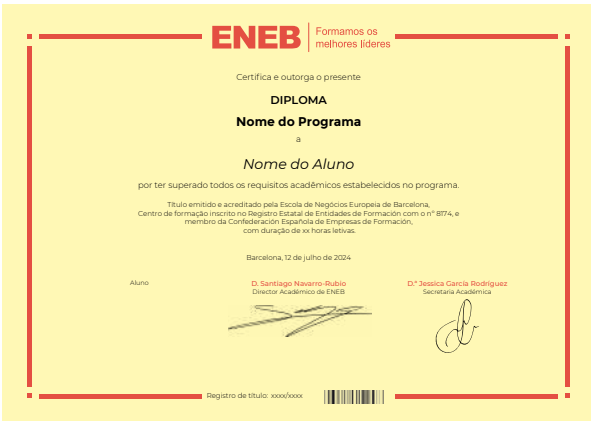 ENEB
Formamos os
melhores líderes
Certifica e outorga o presente
DIPLOMA
Nome do Programa
a
Nome do Aluno
por ter superado todos os requisitos acadêmicos estabelecidos no programa.
Título emitido e acreditado pela Escola de Negócios Europeia de Barcelona,
Centro de formação inscrito no Registro Estatal de Entidades de Formación com o nº 8174, e
membro da Confederación Española de Empresas de Formación,
com duração de xx horas letivas.
Barcelona, 12 de julho de 2024
Aluno
D. Santiago Navarro-Rubio
Director Acadêmico de ENEB
D.ª Jessica García Rodríguez
Secretaria Acadêmica
Registro de título: xxxx/xxxx